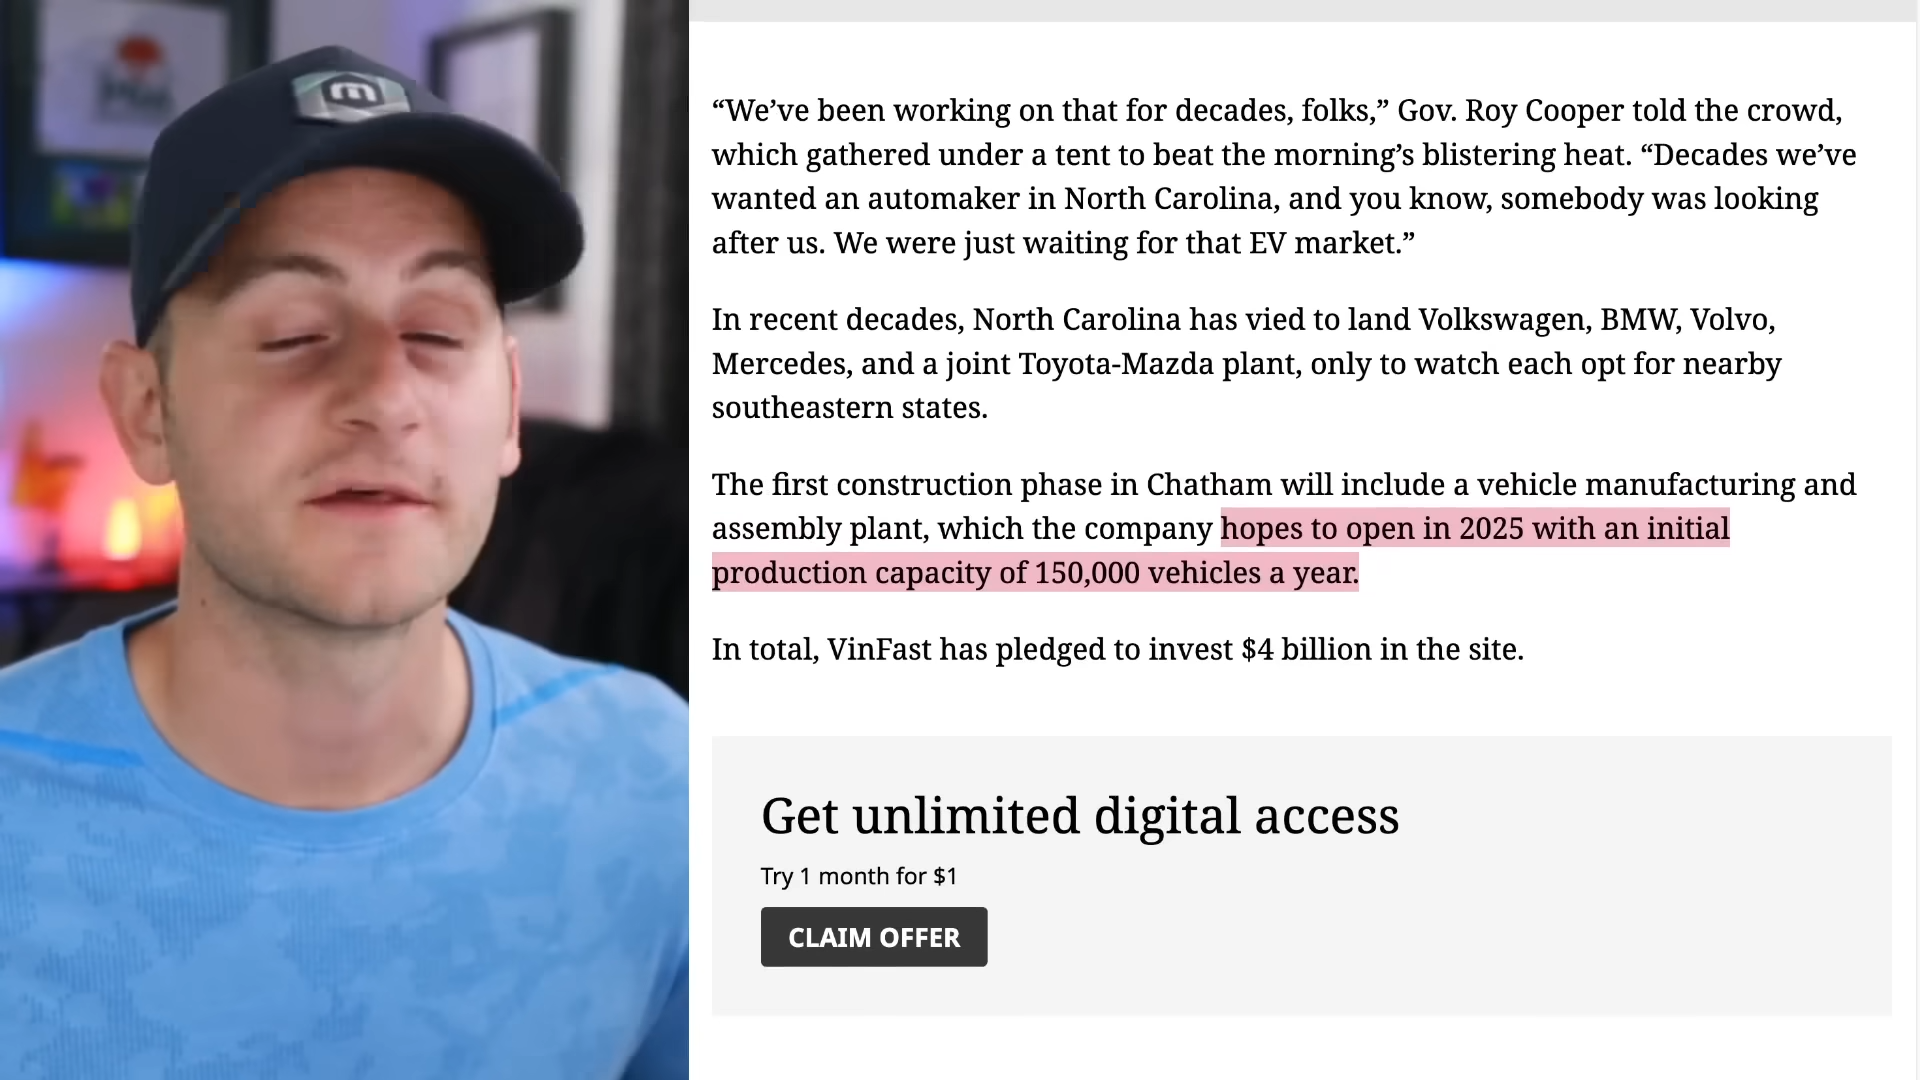 m
“We’ve been working on that for decades, folks,” Gov. Roy Cooper told the crowd,
which gathered under a tent to beat the morning’s blistering heat. “Decades we’ve
wanted an automaker in North Carolina, and you know, somebody was looking
after us. We were just waiting for that EV market.”
In recent decades, North Carolina has vied to land Volkswagen, BMW, Volvo,
Mercedes, and a joint Toyota-Mazda plant, only to watch each opt for nearby
southeastern states.
The first construction phase in Chatham will include a vehicle manufacturing and
assembly plant, which the company hopes to open in 2025 with an initial
production capacity of 150,000 vehicles a year.
In total, VinFast has pledged to invest $4 billion in the site.
Get unlimited digital access
Try 1 month for $1
CLAIM OFFER